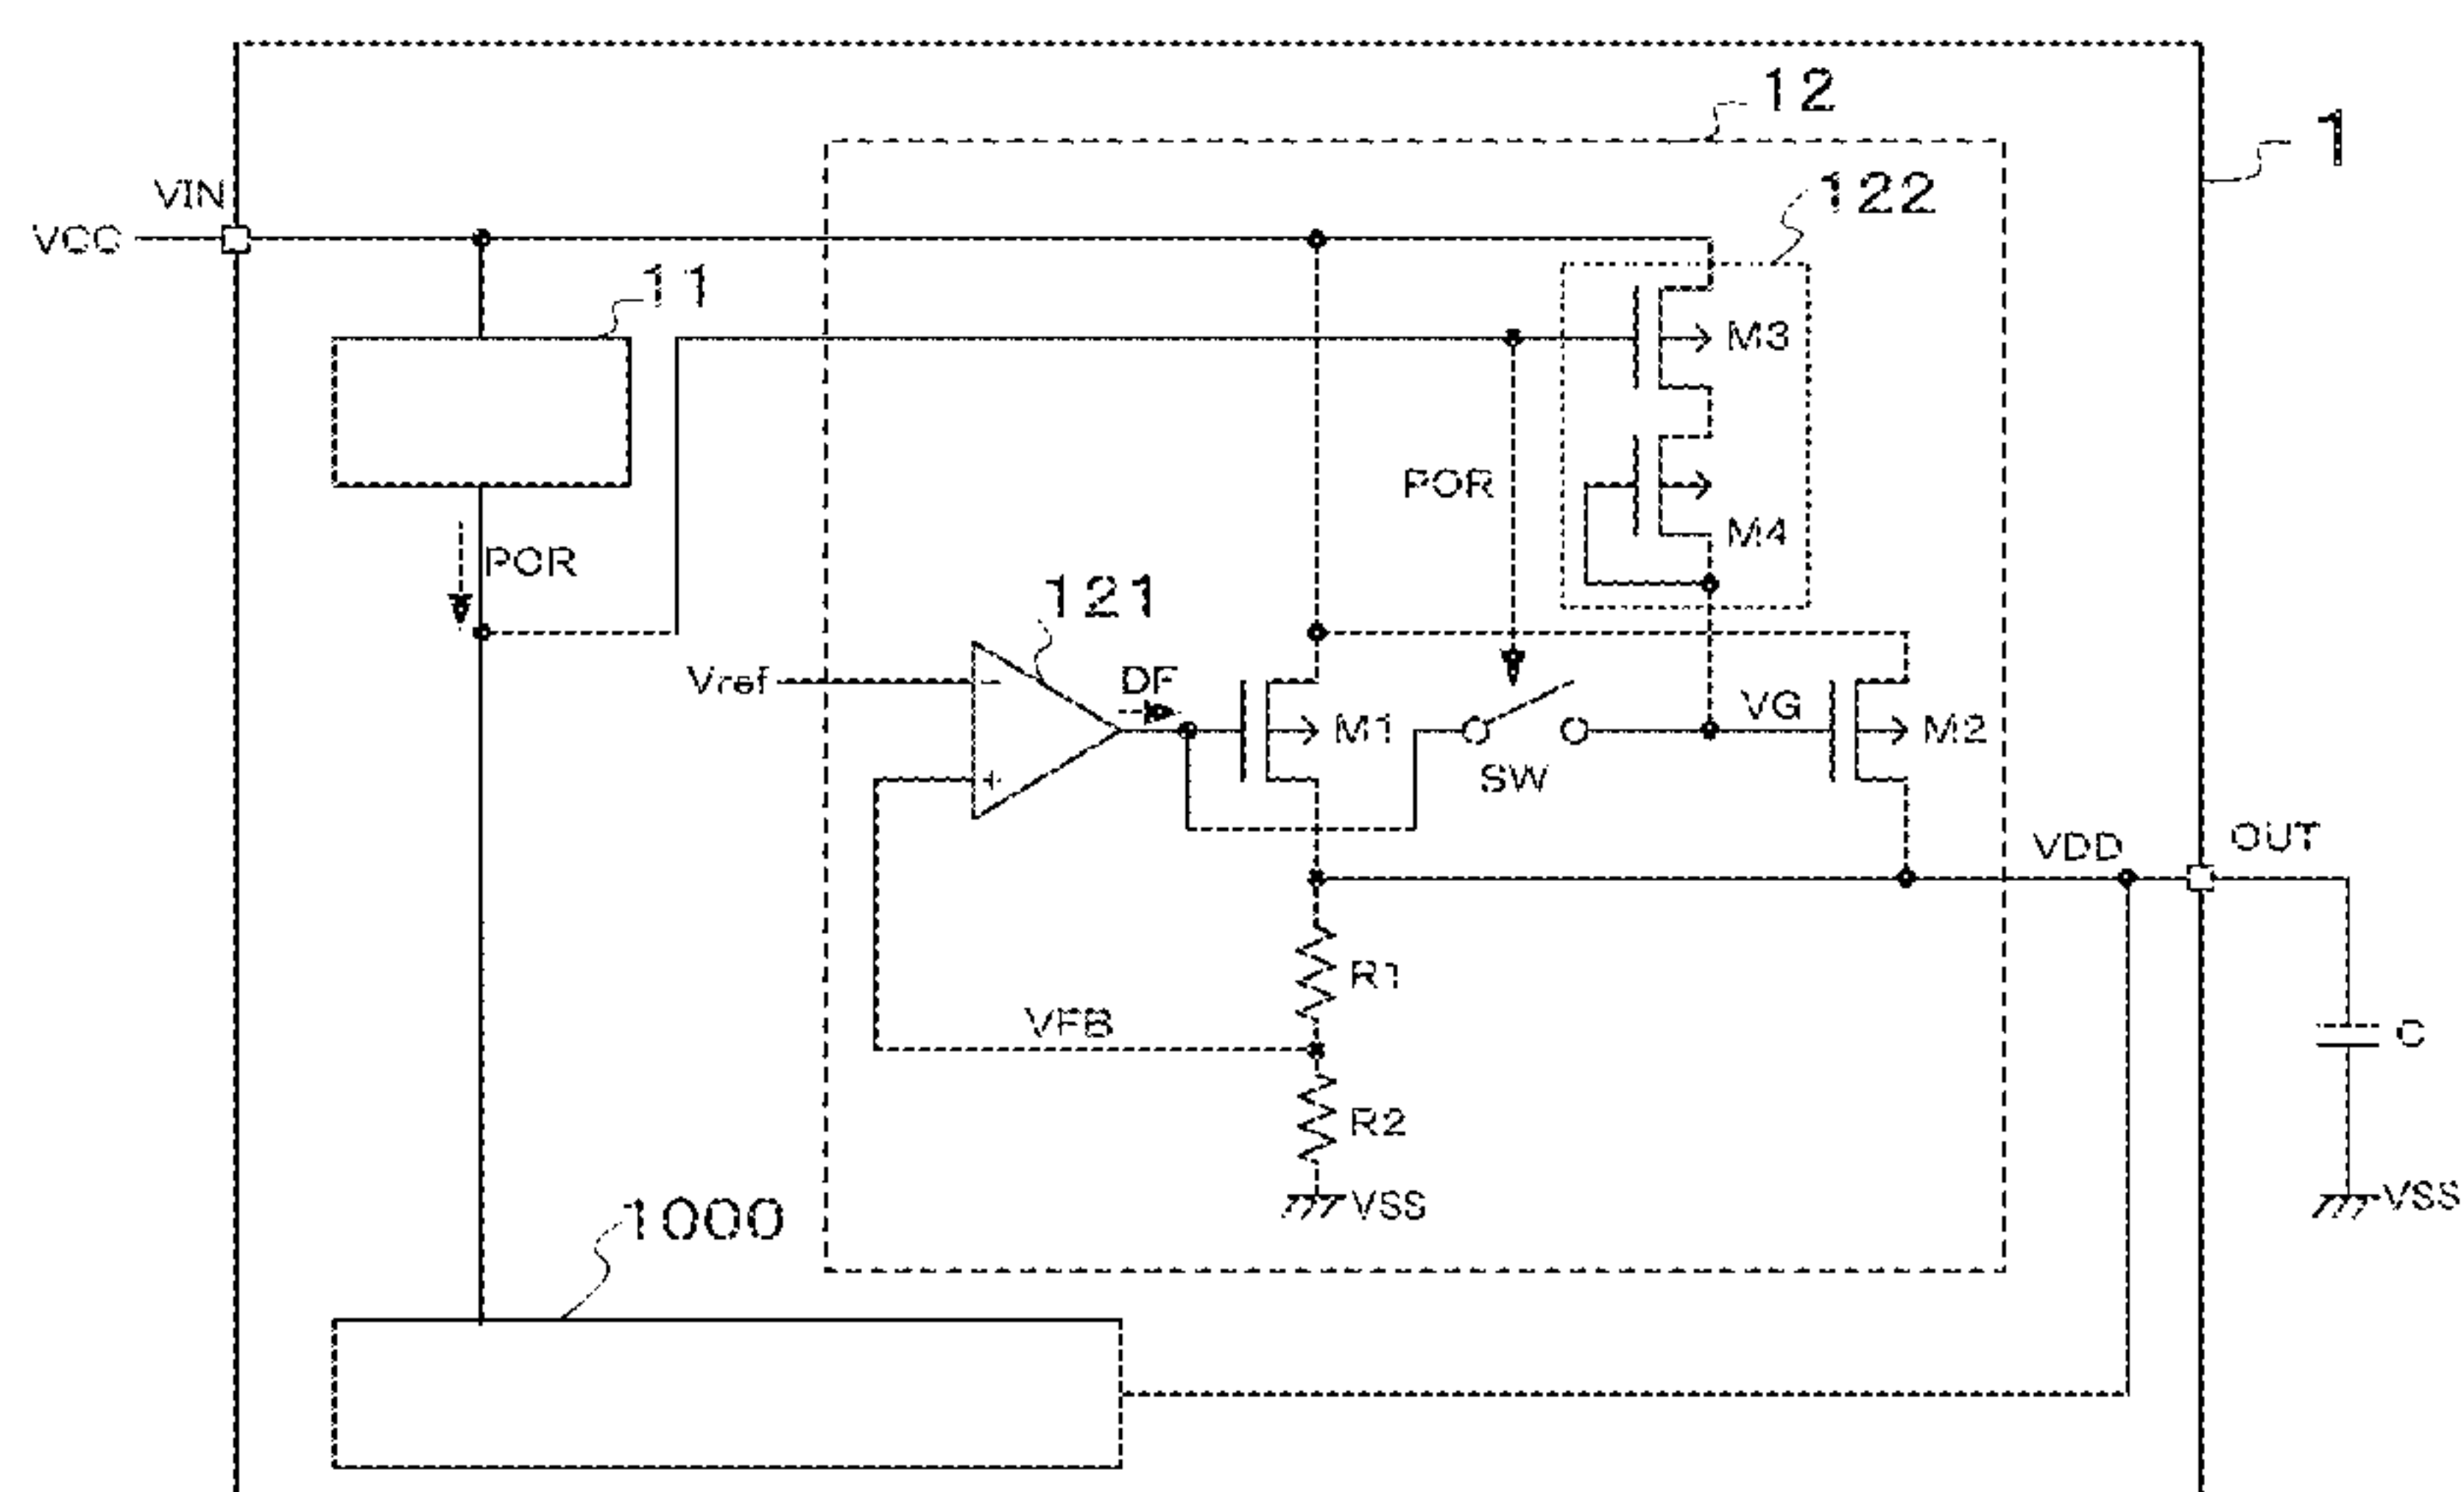 12
1
122
VIN
VCC
11
M3
POR
M4
POR
121
Vref
DF
VG
M1
M2
-
+
SW
VDD
OUT
R1
VFB
C
R2
VSS
VSS
1000